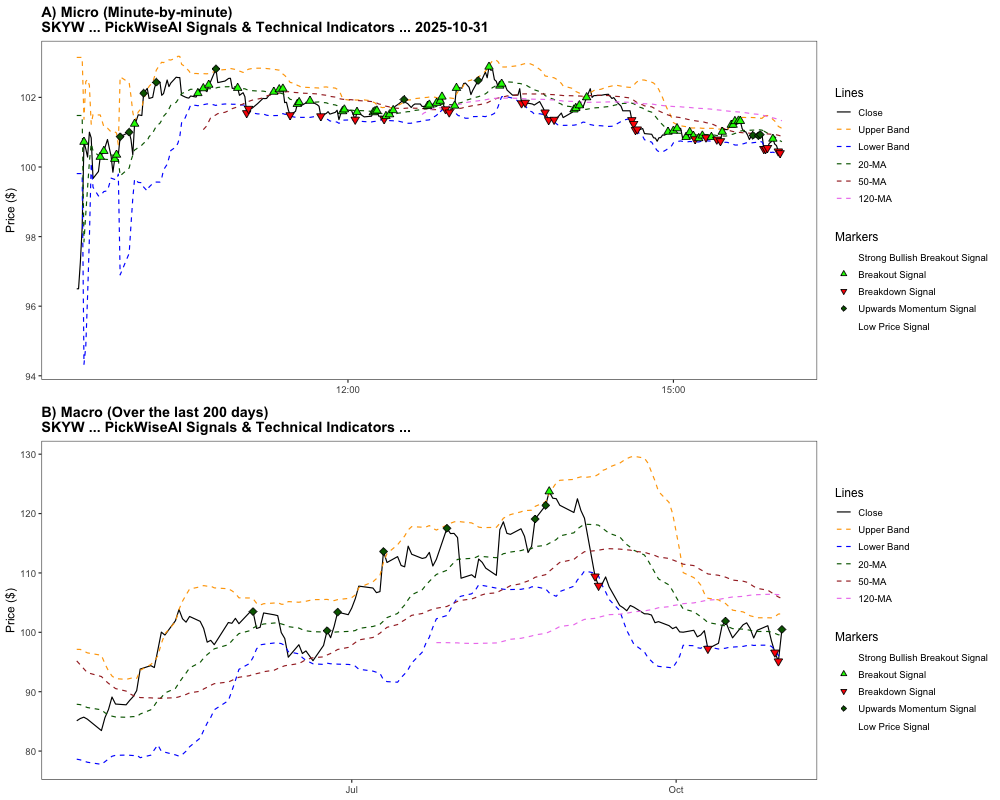 A) Micro (Minute-by-minute)
SKYW ... PickWiseAI Signals & Technical Indicators ... 2025-10-31
Price ($)
102
100
98
96
94
12:00
15:00
Lines
Close
Upper Band
Lower Band
20-MA
50-MA
120-MA
Markers
Strong Bullish Breakout Signal
Breakout Signal
Breakdown Signal
Upwards Momentum Signal
Low Price Signal
B) Macro (Over the last 200 days)
SKYW ... PickWiseAI Signals & Technical Indicators ...
Price ($)
130
120
110
100
90
80
Jul
Oct
Lines
Close
Upper Band
Lower Band
20-MA
50-MA
120-MA
Markers
Strong Bullish Breakout Signal
Breakout Signal
Breakdown Signal
Upwards Momentum Signal
Low Price Signal